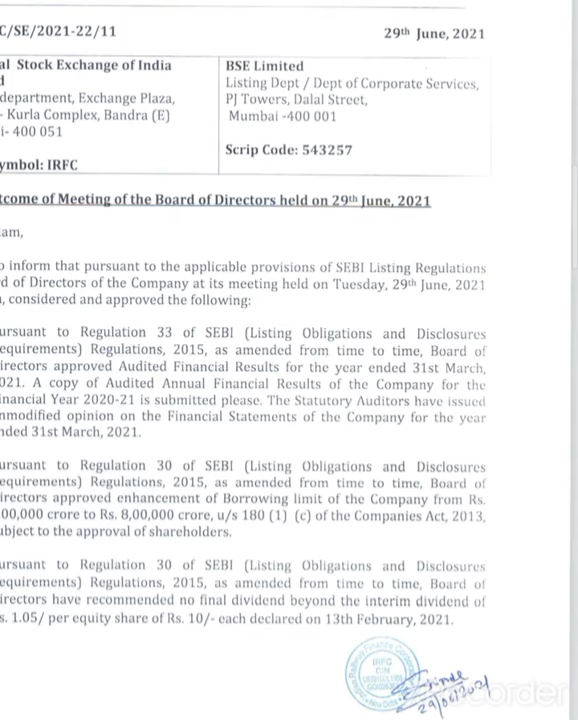 C/SE/2021-22/11 29th June, 2021
al Stock Exchange of India BSE Limited
d Listing Dept / Dept of Corporate Services,
department, Exchange Plaza, PJ Towers, Dalal Street,
- Kurla Complex, Bandra (E) Mumbai -400 001
i- 400 051
Scrip Code: 543257
ymbol: IRFC
tcome of Meeting of the Board of Directors held on 29th June, 2021
am,
o inform that pursuant to the applicable provisions of SEBI Listing Regulations
d of Directors of the Company at its meeting held on Tuesday, 29th June, 2021
, considered and approved the following:
ursuant to Regulation 33 of SEBI (Listing Obligations and Disclosures
equirements) Regulations, 2015, as amended from time to time, Board of
irectors approved Audited Financial Results for the year ended 31st March,
021. A copy of Audited Annual Financial Results of the Company for the
inancial Year 2020-21 is submitted please. The Statutory Auditors have issued
nmodified opinion on the Financial Statements of the Company for the year
nded 31st March, 2021.
ursuant to Regulation 30 of SEBI (Listing Obligations and Disclosures
equirements) Regulations, 2015, as amended from time to time, Board of
irectors approved enhancement of Borrowing limit of the Company from Rs.
00,000 crore to Rs. 8,00,000 crore, u/s 180 (1) (c) of the Companies Act, 2013,
ubject to the approval of shareholders.
ursuant to Regulation 30 of SEBI (Listing Obligations and Disclosures
equirements) Regulations, 2015, as amended from time to time, Board of
irectors have recommended no final dividend beyond the interim dividend of
s. 1.05/ per equity share of Rs. 10/- each declared on 13th February, 2021.
IRFC
CIN
29/06/2021
corder